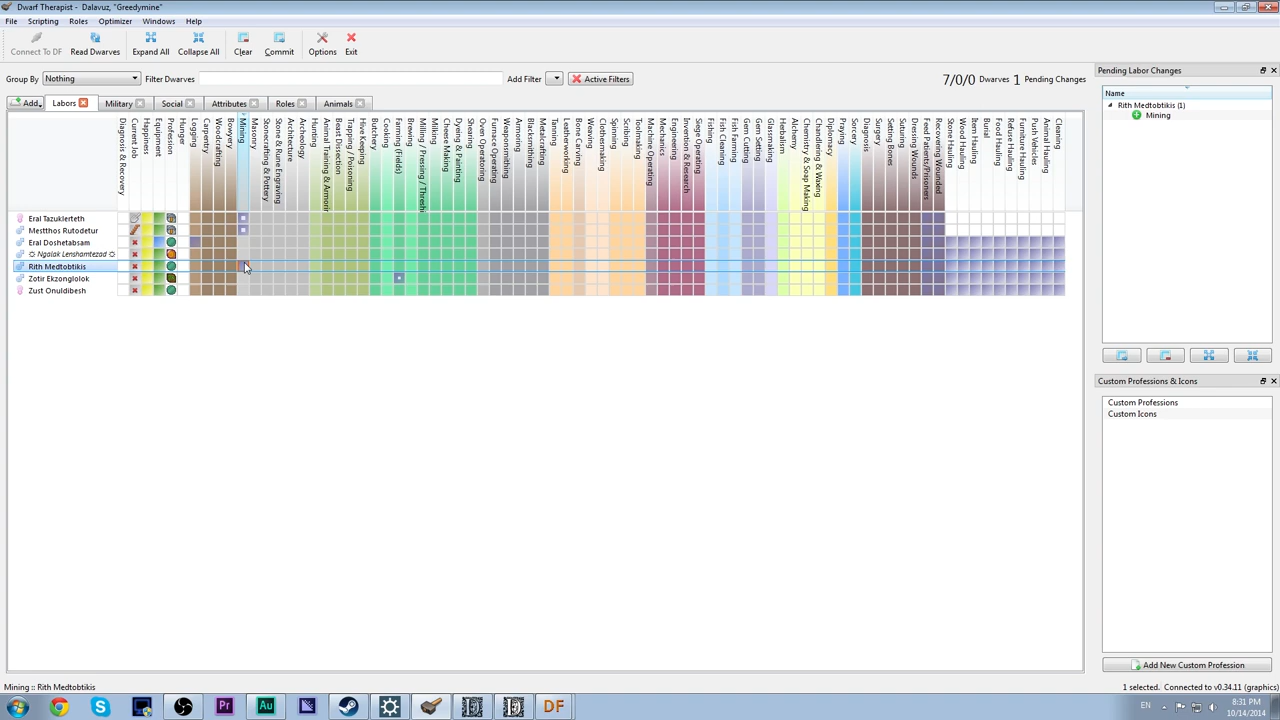 Dwarf Therapist - Dalavuz, "Greedymine"
File Scripting Roles Optimizer Windows Help
Connect To DF Read Dwarves Expand All Collapse All Clear Commit Options Exit
Group By Nothing Filter Dwarves Add Filter Active Filters 7/0/0 Dwarves 1 Pending Changes
Add... Labors Military Social Attributes Roles Animals
Diagnosis & Recovery
Current Job
Happiness
Equipment
Profession
Hunger
Logging
Carpentry
Woodcrafting
Bowyery
Mining
Masonry
Stonecrafting & Pottery
Stone & Rune Engraving
Architecture
Archeology
Hunting
Animal Training & Armour
Beast Dissection
Trapping / Poisoning
Hive Keeping
Butchery
Cooking
Farming (Fields)
Brewing
Milling / Pressing / Threshi
Milking
Cheese Making
Dyeing & Painting
Shearing
Furnace Operating
Weaponsmithing
Armoring
Blacksmithing
Metalcrafting
Tanning
Leatherworking
Bone Carving
Weaving
Spinning
Scribing
Toolmaking
Machine Operating
Mechanics
Engineering
Siege Operating
Fishing
Fish Cleaning
Fish Farming
Gem Cutting
Gem Setting
Glassmaking
Herbalism
Alchemy
Chemistry & Soap Making
Chandlering & Waxing
Diplomacy
Praying
Sorcery
Diagnosis
Surgery
Setting Bones
Suturing
Dressing Wounds
Feed Patients/Prisoners
Recovering Wounded
Stone Hauling
Wood Hauling
Item Hauling
Burial
Food Hauling
Refuse Hauling
Furniture Hauling
Animal Hauling
Push Vehicles
Cleaning
Eral Tazuklerteth
Mestthos Rutodetur
Eral Doshetabsam
Ngalak Lenshamtezad
Rith Medtobtikis
Zotir Ekzonglolok
Zust Onuldibesh
Pending Labor Changes
Name
Rith Medtobtikis (1)
Mining
Custom Professions & Icons
Custom Professions
Custom Icons
Add New Custom Profession
Mining :: Rith Medtobtikis
1 selected. Connected to v0.34.11 (graphics)
Pr Au DF EN 8:31 PM
10/14/2014